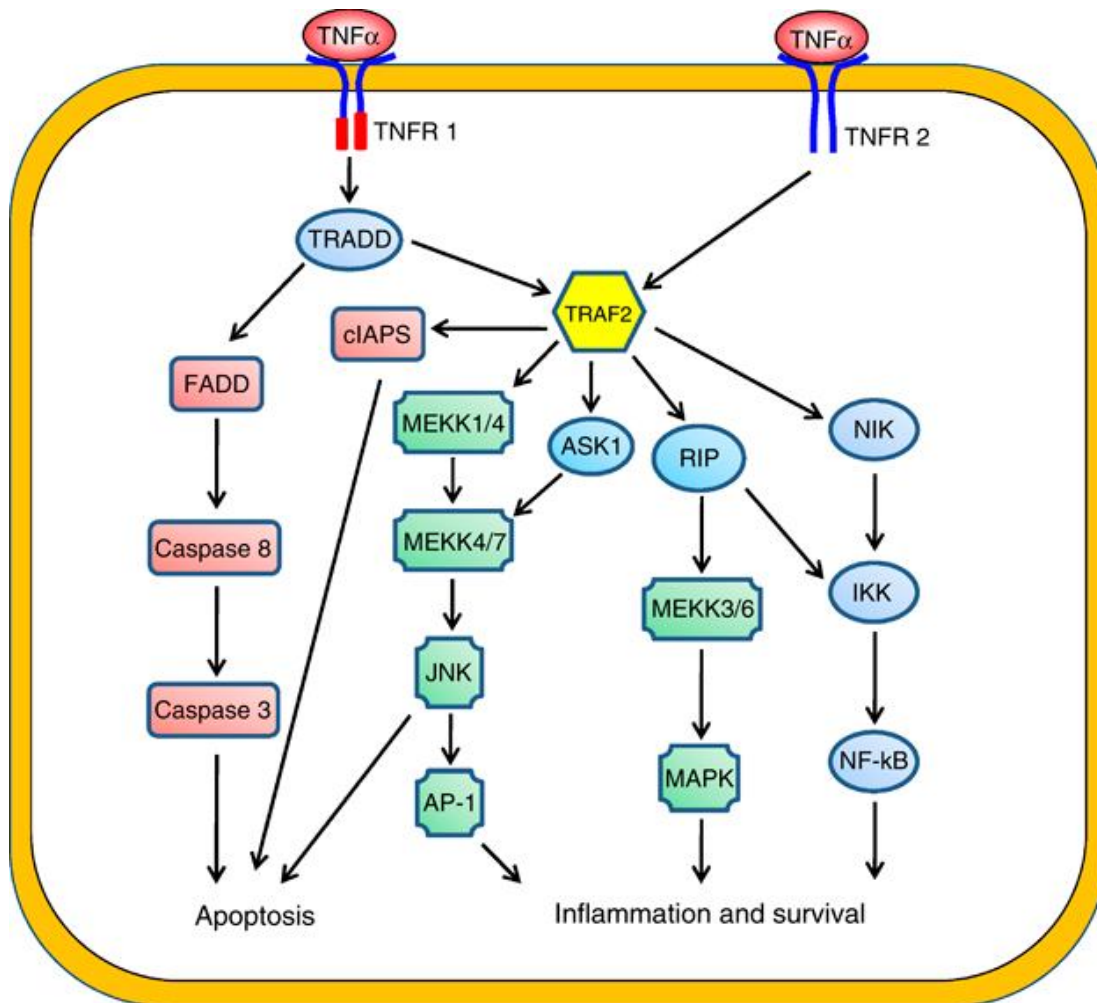 TNFα
TNFα
TNFR 1
TNFR 2
TRADD
TRAF2
cIAPS
FADD
MEKK1/4
ASK1
RIP
NIK
Caspase 8
MEKK4/7
MEKK3/6
IKK
JNK
Caspase 3
AP-1
MAPK
NF-kB
Apoptosis
Inflammation and survival